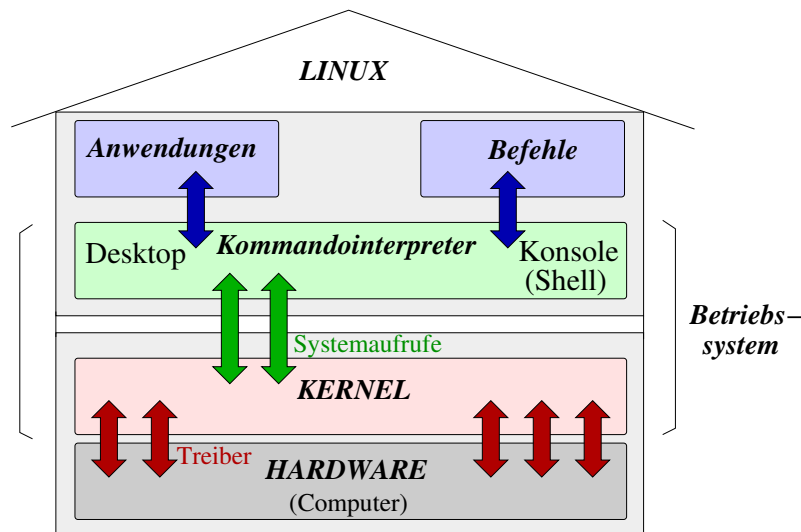 LINUX
Anwendungen
Befehle
Desktop
Kommandointerpreter
Konsole
(Shell)
Betriebs–
system
Systemaufrufe
KERNEL
Treiber
HARDWARE
(Computer)